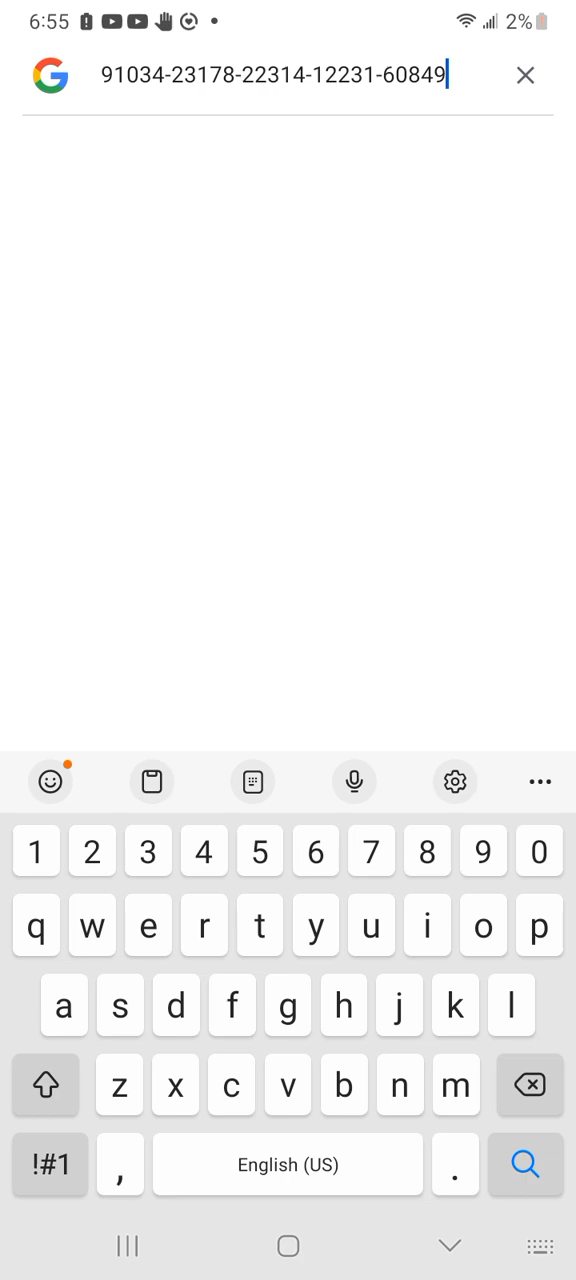 6:55 2%
91034-23178-22314-12231-60849
1 2 3 4 5 6 7 8 9 0
q w e r t y u i o p
a s d f g h j k l
z x c v b n m
!#1 , English (US) .